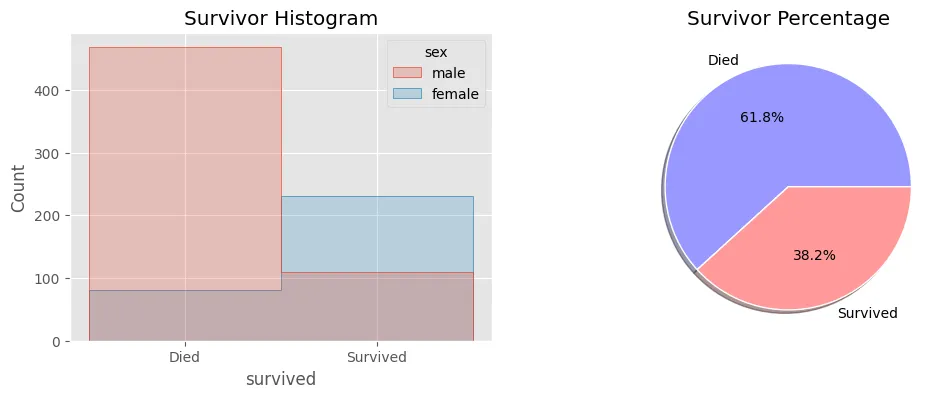 Survivor Histogram
sex
male
female
400
300
200
100
0
Count
Died
Survived
survived
Survivor Percentage
Died
61.8%
38.2%
Survived